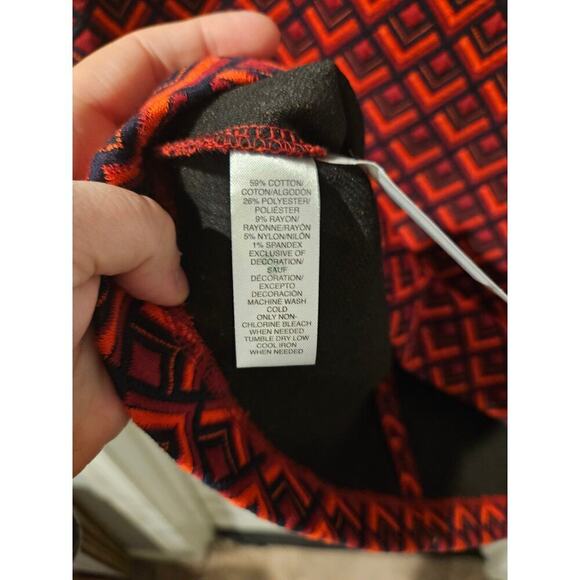 59% COTTON/
COTON/ALGODÓN
26% POLYESTER/
POLIÉSTER
9% RAYON/
RAYONNE/RAYÓN
5% NYLON/NILÓN
1% SPANDEX
EXCLUSIVE OF
DECORATION/
SAUF
DÉCORATION/
EXCEPTO
DECORACIÓN
MACHINE WASH
COLD
ONLY NON-
CHLORINE BLEACH
WHEN NEEDED
TUMBLE DRY LOW
COOL IRON
WHEN NEEDED